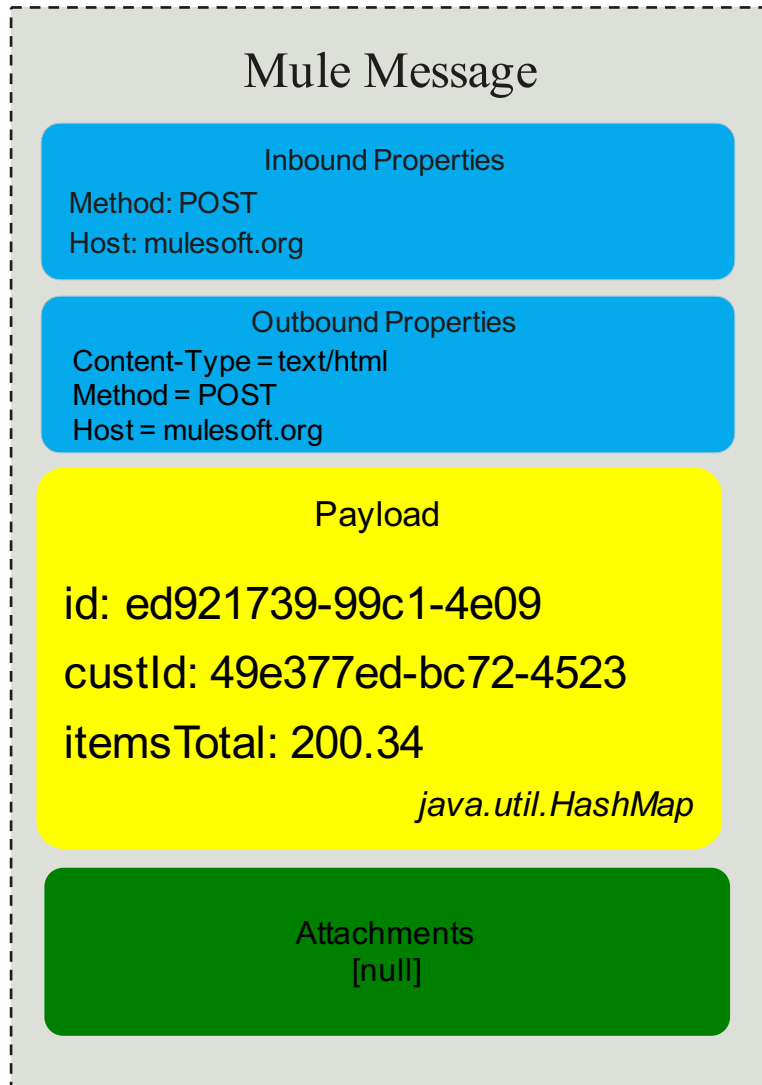 Mule Message
Inbound Properties
Method: POST
Host: mulesoft.org
Outbound Properties
Content-Type = text/html
Method = POST
Host = mulesoft.org
Payload
id: ed921739-99c1-4e09
custId: 49e377ed-bc72-4523
itemsTotal: 200.34
java.util.HashMap
Attachments
[null]